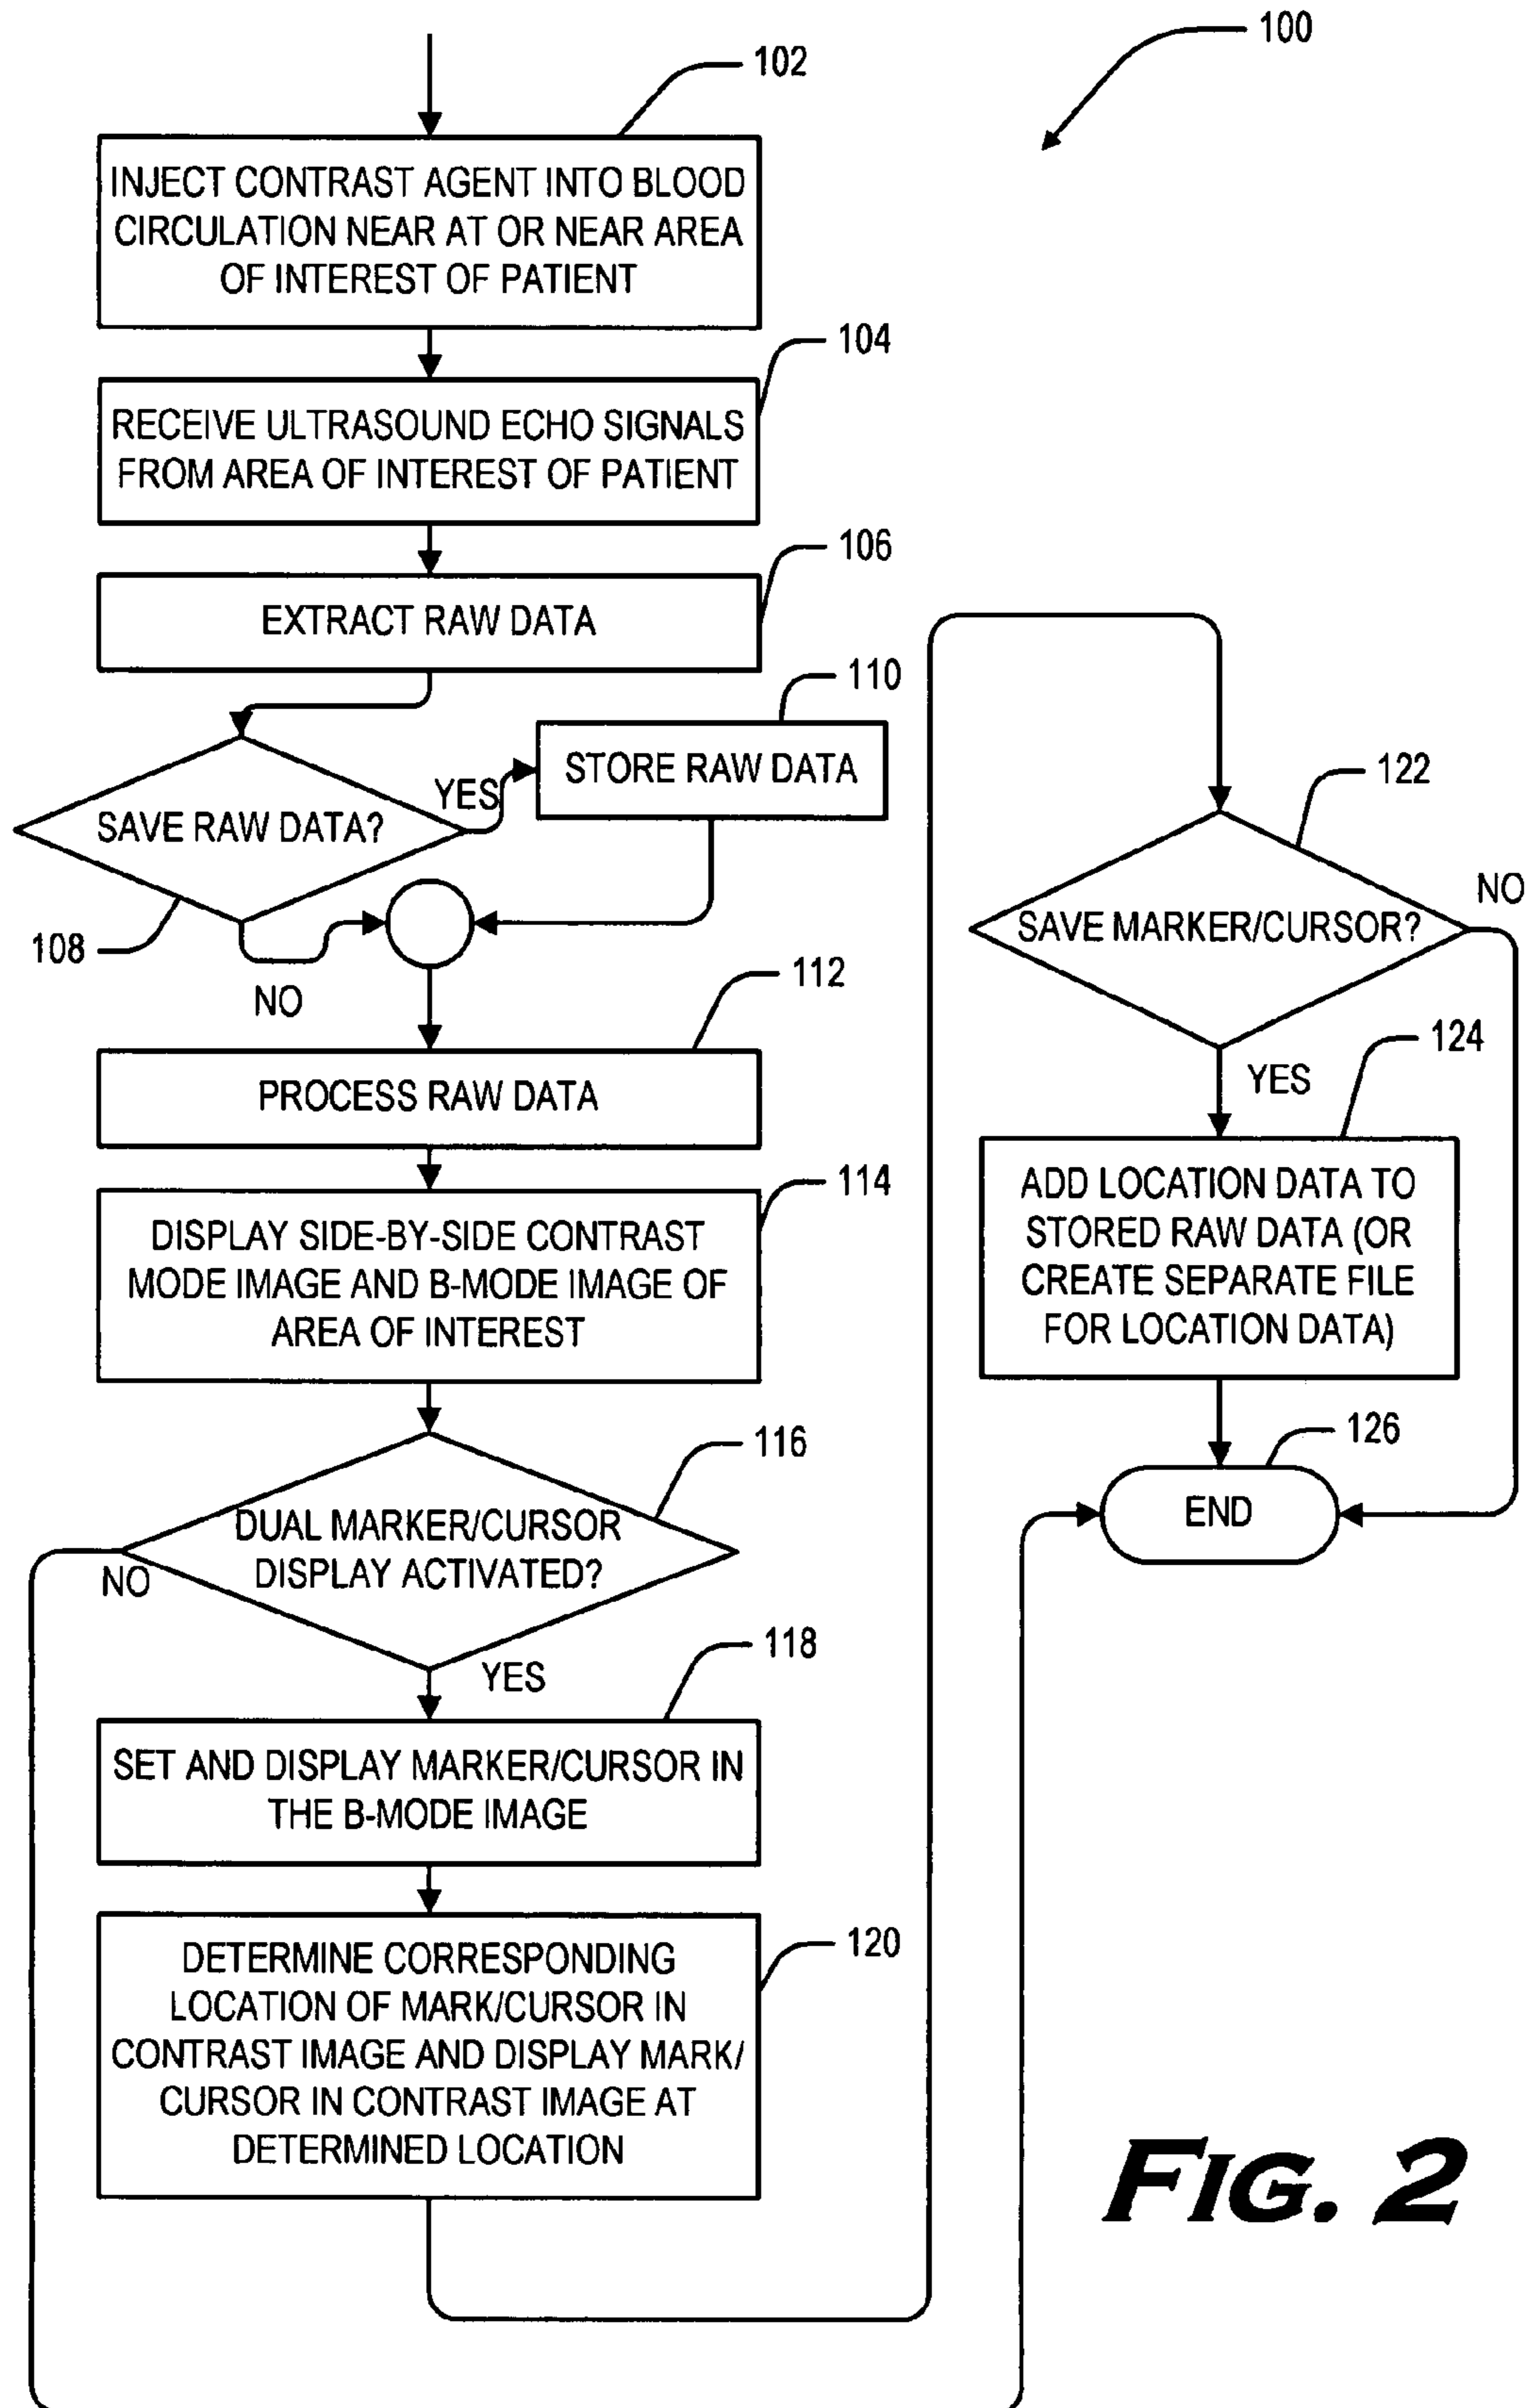 100
102
INJECT CONTRAST AGENT INTO BLOOD
CIRCULATION NEAR AT OR NEAR AREA
OF INTEREST OF PATIENT
104
RECEIVE ULTRASOUND ECHO SIGNALS
FROM AREA OF INTEREST OF PATIENT
106
EXTRACT RAW DATA
110
STORE RAW DATA
YES
SAVE RAW DATA?
108
NO
112
PROCESS RAW DATA
114
DISPLAY SIDE-BY-SIDE CONTRAST
MODE IMAGE AND B-MODE IMAGE OF
AREA OF INTEREST
116
DUAL MARKER/CURSOR
DISPLAY ACTIVATED?
NO
YES
118
SET AND DISPLAY MARKER/CURSOR IN
THE B-MODE IMAGE
120
DETERMINE CORRESPONDING
LOCATION OF MARK/CURSOR IN
CONTRAST IMAGE AND DISPLAY MARK/
CURSOR IN CONTRAST IMAGE AT
DETERMINED LOCATION
122
NO
SAVE MARKER/CURSOR?
YES
124
ADD LOCATION DATA TO
STORED RAW DATA (OR
CREATE SEPARATE FILE
FOR LOCATION DATA)
126
END
FIG. 2